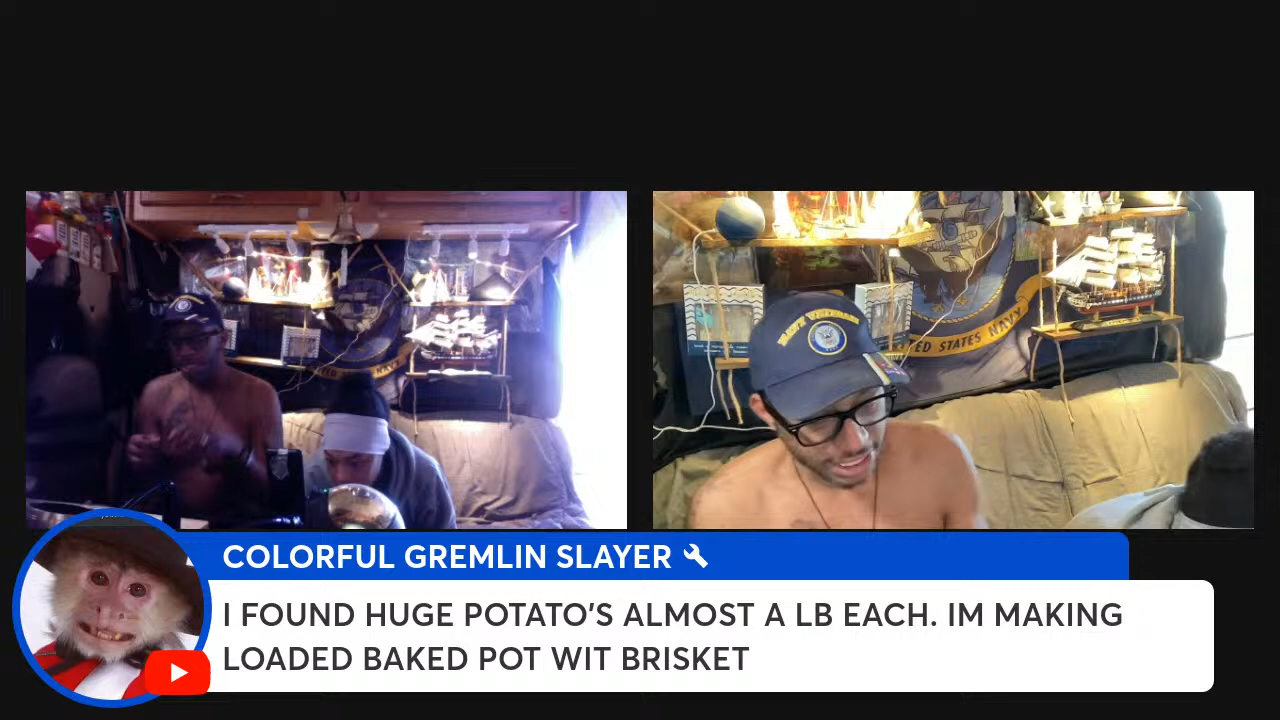 NAVY VETERAN
UNITED STATES NAVY
COLORFUL GREMLIN SLAYER
I FOUND HUGE POTATO'S ALMOST A LB EACH. IM MAKING
LOADED BAKED POT WIT BRISKET